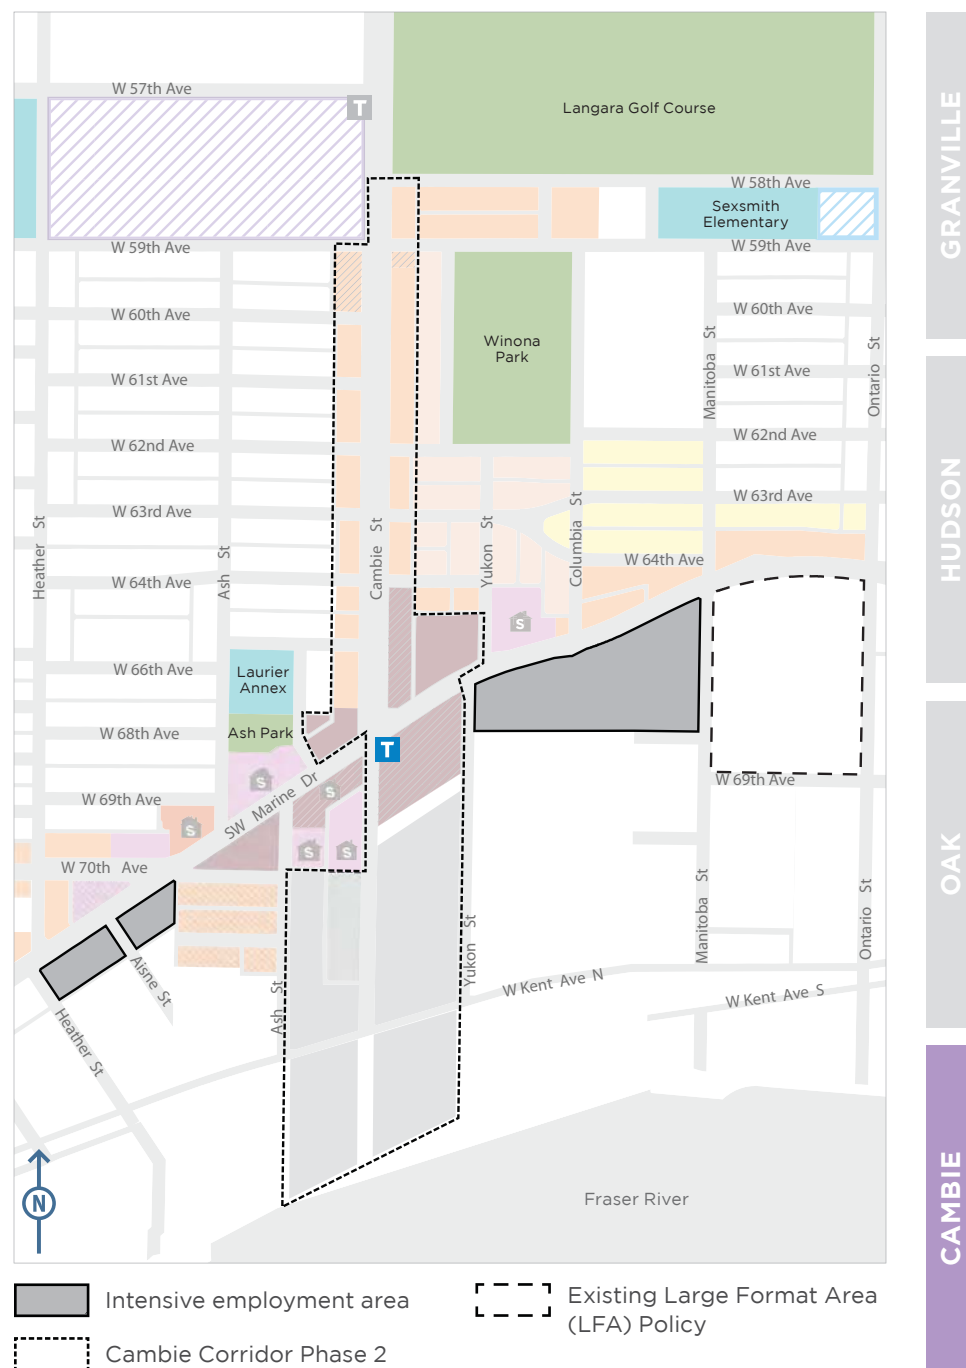 W 57th Ave
T
Langara Golf Course
W 58th Ave
Sexsmith
Elementary
W 59th Ave
W 59th Ave
W 60th Ave
W 60th Ave
Winona
Park
Manitoba St
Ontario St
W 61st Ave
W 61st Ave
W 62nd Ave
W 62nd Ave
W 63rd Ave
W 63rd Ave
Heather St
Ash St
Cambie St
Yukon St
Columbia St
W 64th Ave
W 64th Ave
S
W 66th Ave
Laurier
Annex
W 68th Ave
Ash Park
T
S
S
SW Marine Dr
W 69th Ave
W 69th Ave
S
S
S
W 70th Ave
Manitoba St
Ontario St
Yukon St
Aisne St
Ash St
W Kent Ave N
W Kent Ave S
Heather St
N
Fraser River
GRANVILLE
HUDSON
OAK
CAMBIE
Intensive employment area
Existing Large Format Area
(LFA) Policy
Cambie Corridor Phase 2